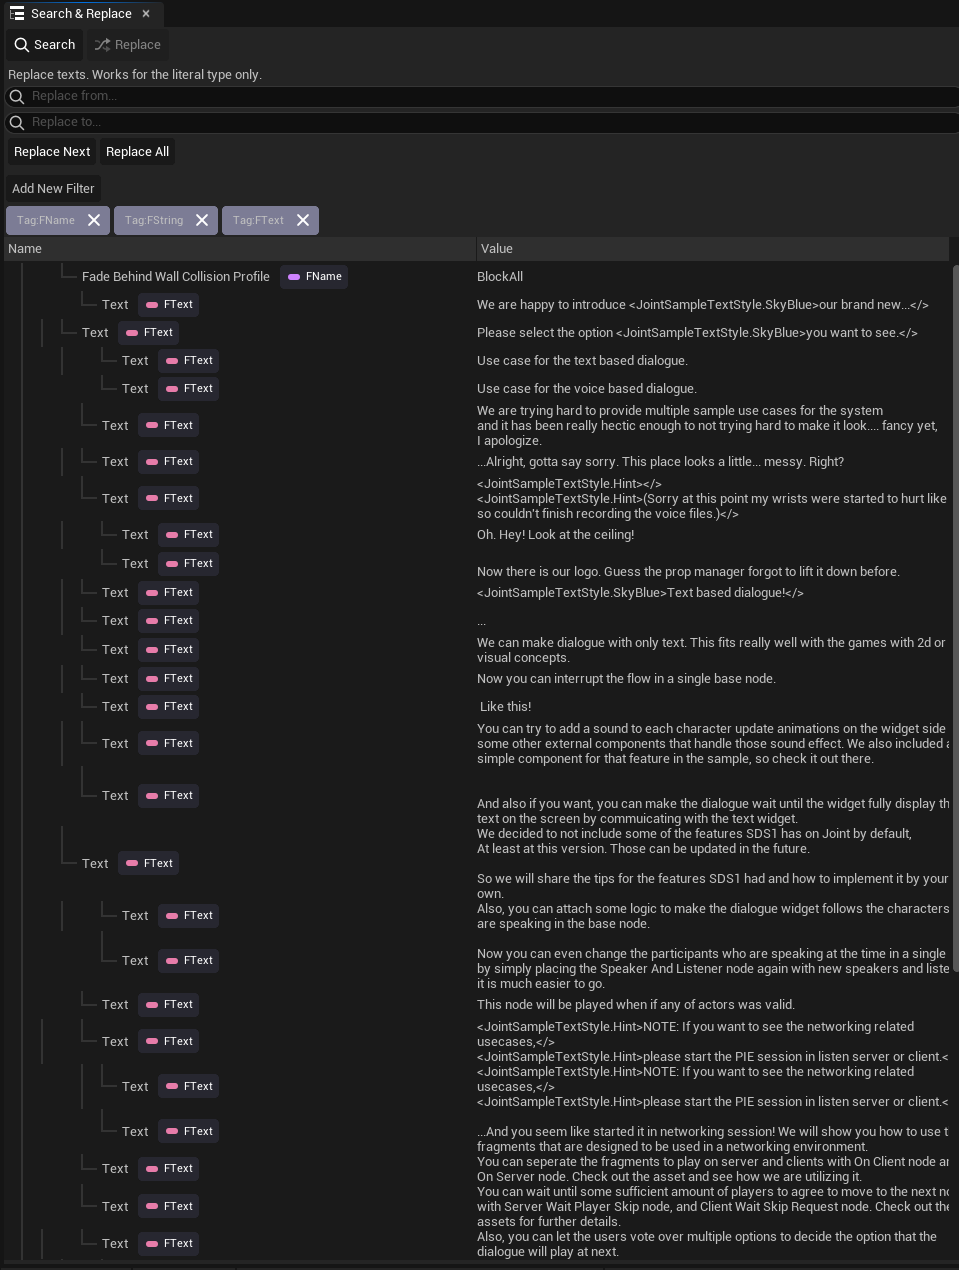 Search & Replace
Search Replace
Replace texts. Works for the literal type only.
Replace from...
Replace to...
Replace Next Replace All
Add New Filter
Tag:FName Tag:FString Tag:FText
Name Value
Fade Behind Wall Collision Profile FName BlockAll
Text FText We are happy to introduce <JointSampleTextStyle.SkyBlue>our brand new...</>
Text FText Please select the option <JointSampleTextStyle.SkyBlue>you want to see.</>
Text FText Use case for the text based dialogue.
Text FText Use case for the voice based dialogue.
We are trying hard to provide multiple sample use cases for the system
Text FText and it has been really hectic enough to not trying hard to make it look.... fancy yet,
I apologize.
Text FText ...Alright, gotta say sorry. This place looks a little... messy. Right?
<JointSampleTextStyle.Hint></>
Text FText <JointSampleTextStyle.Hint>(Sorry at this point my wrists were started to hurt like
so couldn't finish recording the voice files.)</>
Text FText Oh. Hey! Look at the ceiling!
Text FText
Now there is our logo. Guess the prop manager forgot to lift it down before.
Text FText <JointSampleTextStyle.SkyBlue>Text based dialogue!</>
Text FText ...
Text FText We can make dialogue with only text. This fits really well with the games with 2d or
visual concepts.
Text FText Now you can interrupt the flow in a single base node.
Text FText Like this!
You can try to add a sound to each character update animations on the widget side
Text FText some other external components that handle those sound effect. We also included
simple component for that feature in the sample, so check it out there.
Text FText
And also if you want, you can make the dialogue wait until the widget fully display
text on the screen by commuicating with the text widget.
We decided to not include some of the features SDS1 has on Joint by default,
At least at this version. Those can be updated in the future.
Text FText
So we will share the tips for the features SDS1 had and how to implement it by your
own.
Text FText Also, you can attach some logic to make the dialogue widget follows the characters
are speaking in the base node.
Text FText Now you can even change the participants who are speaking at the time in a single
by simply placing the Speaker And Listener node again with new speakers and liste
it is much easier to go.
Text FText This node will be played when if any of actors was valid.
<JointSampleTextStyle.Hint>NOTE: If you want to see the networking related
Text FText usecases,</>
<JointSampleTextStyle.Hint>please start the PIE session in listen server or client.<
<JointSampleTextStyle.Hint>NOTE: If you want to see the networking related
Text FText usecases,</>
<JointSampleTextStyle.Hint>please start the PIE session in listen server or client.<
Text FText ...And you seem like started it in networking session! We will show you how to use
fragments that are designed to be used in a networking environment.
Text FText You can seperate the fragments to play on server and clients with On Client node
On Server node. Check out the asset and see how we are utilizing it.
You can wait until some sufficient amount of players to agree to move to the next
Text FText with Server Wait Player Skip node, and Client Wait Skip Request node. Check out the
assets for further details.
Text FText Also, you can let the users vote over multiple options to decide the option that the
dialogue will play at next.